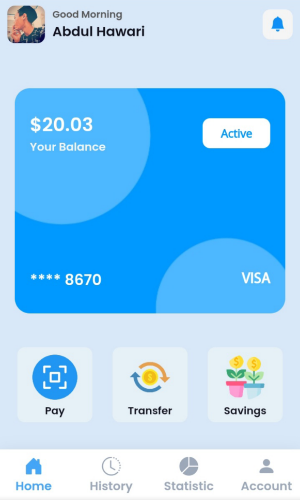 Good Morning
Abdul Hawari
$20.03
Active
Your Balance
**** 8670
VISA
Pay
Transfer
Savings
Home
History
Statistic
Account